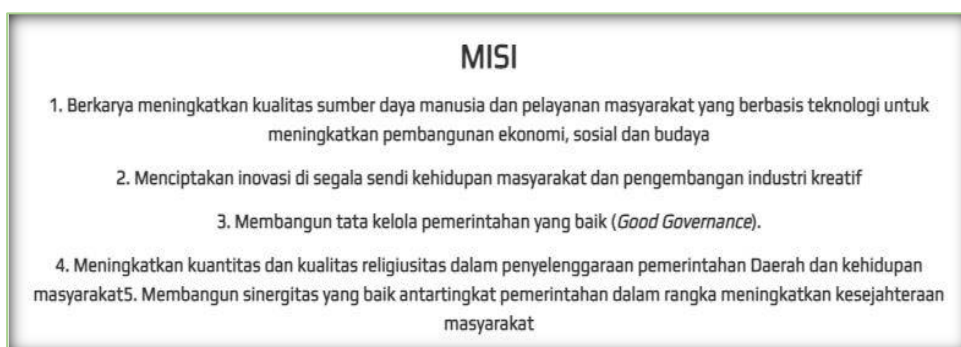 MISI
1. Berkarya meningkatkan kualitas sumber daya manusia dan pelayanan masyarakat yang berbasis teknologi untuk
meningkatkan pembangunan ekonomi, sosial dan budaya
2. Menciptakan inovasi di segala sendi kehidupan masyarakat dan pengembangan industri kreatif
3. Membangun tata kelola pemerintahan yang baik (Good Governance).
4. Meningkatkan kuantitas dan kualitas religiusitas dalam penyelenggaraan pemerintahan Daerah dan kehidupan
masyarakat5. Membangun sinergitas yang baik antartingkat pemerintahan dalam rangka meningkatkan kesejahteraan
masyarakat